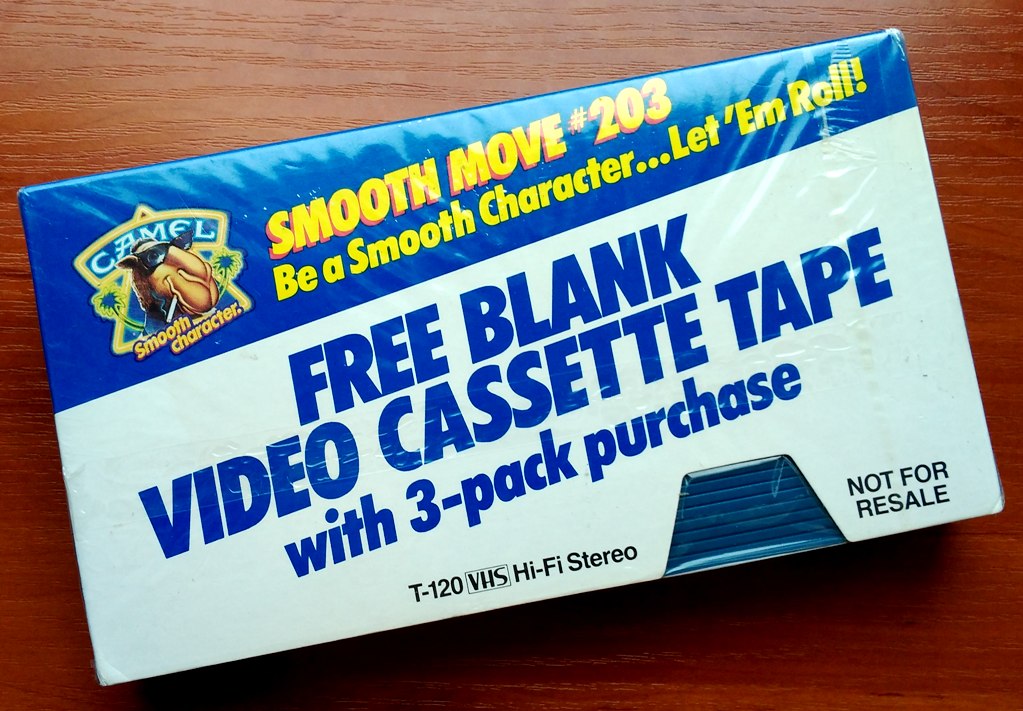 SMOOTH MOVE #203
Be a Smooth Character...Let 'Em Roll!
CAMEL
Smooth
character.
FREE BLANK
VIDEO CASSETTE TAPE
with 3-pack purchase
T-120 VHS Hi-Fi Stereo
NOT FOR
RESALE